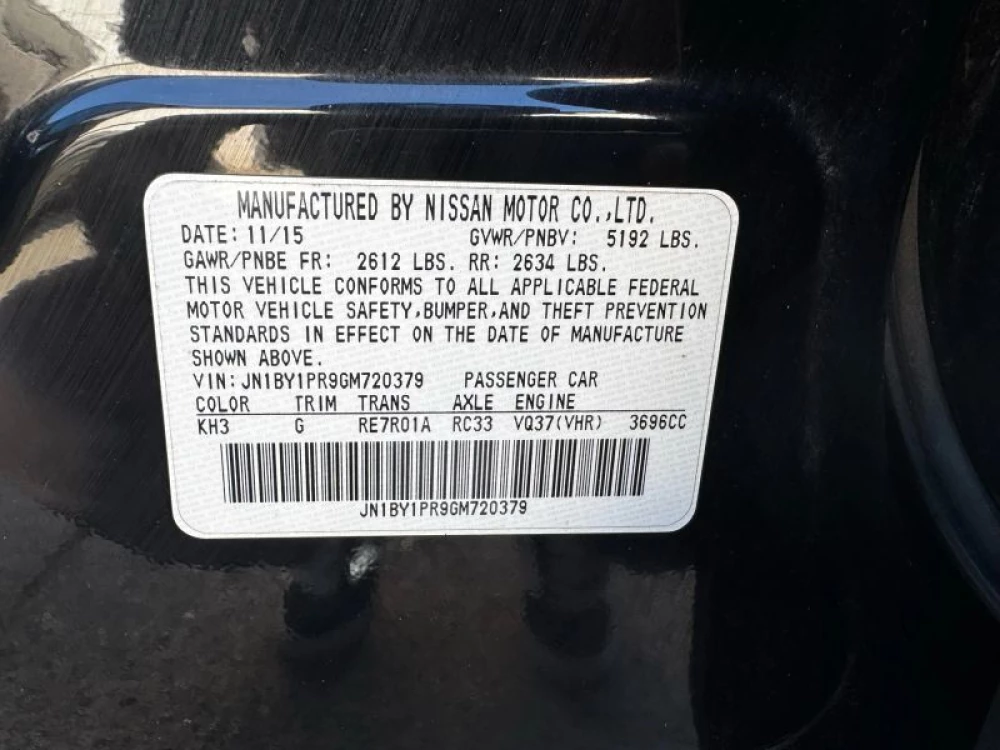 MANUFACTURED BY NISSAN MOTOR CO.,LTD.
DATE: 11/15 GVWR/PNBV: 5192 LBS.
GAWR/PNBE FR: 2612 LBS. RR: 2634 LBS.
THIS VEHICLE CONFORMS TO ALL APPLICABLE FEDERAL
MOTOR VEHICLE SAFETY,BUMPER,AND THEFT PREVENTION
STANDARDS IN EFFECT ON THE DATE OF MANUFACTURE
SHOWN ABOVE.
VIN: JN1BY1PR9GM720379 PASSENGER CAR
COLOR TRIM TRANS AXLE ENGINE
KH3 G RE7R01A RC33 VQ37(VHR) 3696CC
JN1BY1PR9GM720379